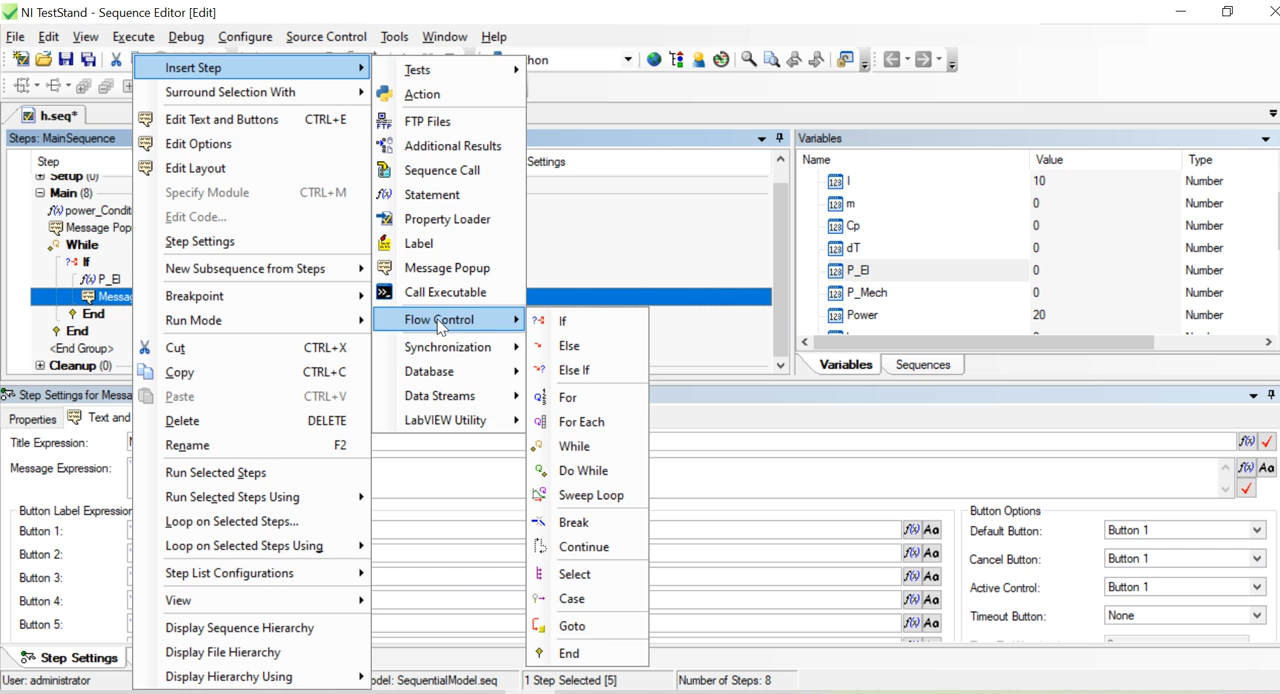 NI TestStand - Sequence Editor [Edit]
File Edit View Execute Debug Configure Source Control Tools Window Help
hon
h.seq*
Steps: MainSequence
Step
Settings
Setup (0)
Main (8)
power_Condit
Message Pop
While
If
P_El
Messag
End
End
<End Group>
Cleanup (0)
Insert Step
Surround Selection With
Edit Text and Buttons CTRL+E
Edit Options
Edit Layout
Specify Module CTRL+M
Edit Code...
Step Settings
New Subsequence from Steps
Breakpoint
Run Mode
Cut CTRL+X
Copy CTRL+C
Paste CTRL+V
Delete DELETE
Rename F2
Run Selected Steps
Run Selected Steps Using
Loop on Selected Steps...
Loop on Selected Steps Using
Step List Configurations
View
Display Sequence Hierarchy
Display File Hierarchy
Display Hierarchy Using
Tests
Action
FTP Files
Additional Results
Sequence Call
Statement
Property Loader
Label
Message Popup
Call Executable
Flow Control
Synchronization
Database
Data Streams
LabVIEW Utility
If
Else
Else If
For
For Each
While
Do While
Sweep Loop
Break
Continue
Select
Case
Goto
End
Variables
Name Value Type
I 10 Number
m 0 Number
Cp 0 Number
dT 0 Number
P_El 0 Number
P_Mech 0 Number
Power 20 Number
Variables Sequences
Step Settings for Messa
Properties Text and
Title Expression:
Message Expression:
Button Label Expression
Button 1:
Button 2:
Button 3:
Button 4:
Button 5:
Button Options
Default Button: Button 1
Cancel Button: Button 1
Active Control: Button 1
Timeout Button: None
Step Settings
User: administrator
odel: SequentialModel.seq
1 Step Selected [5]
Number of Steps: 8